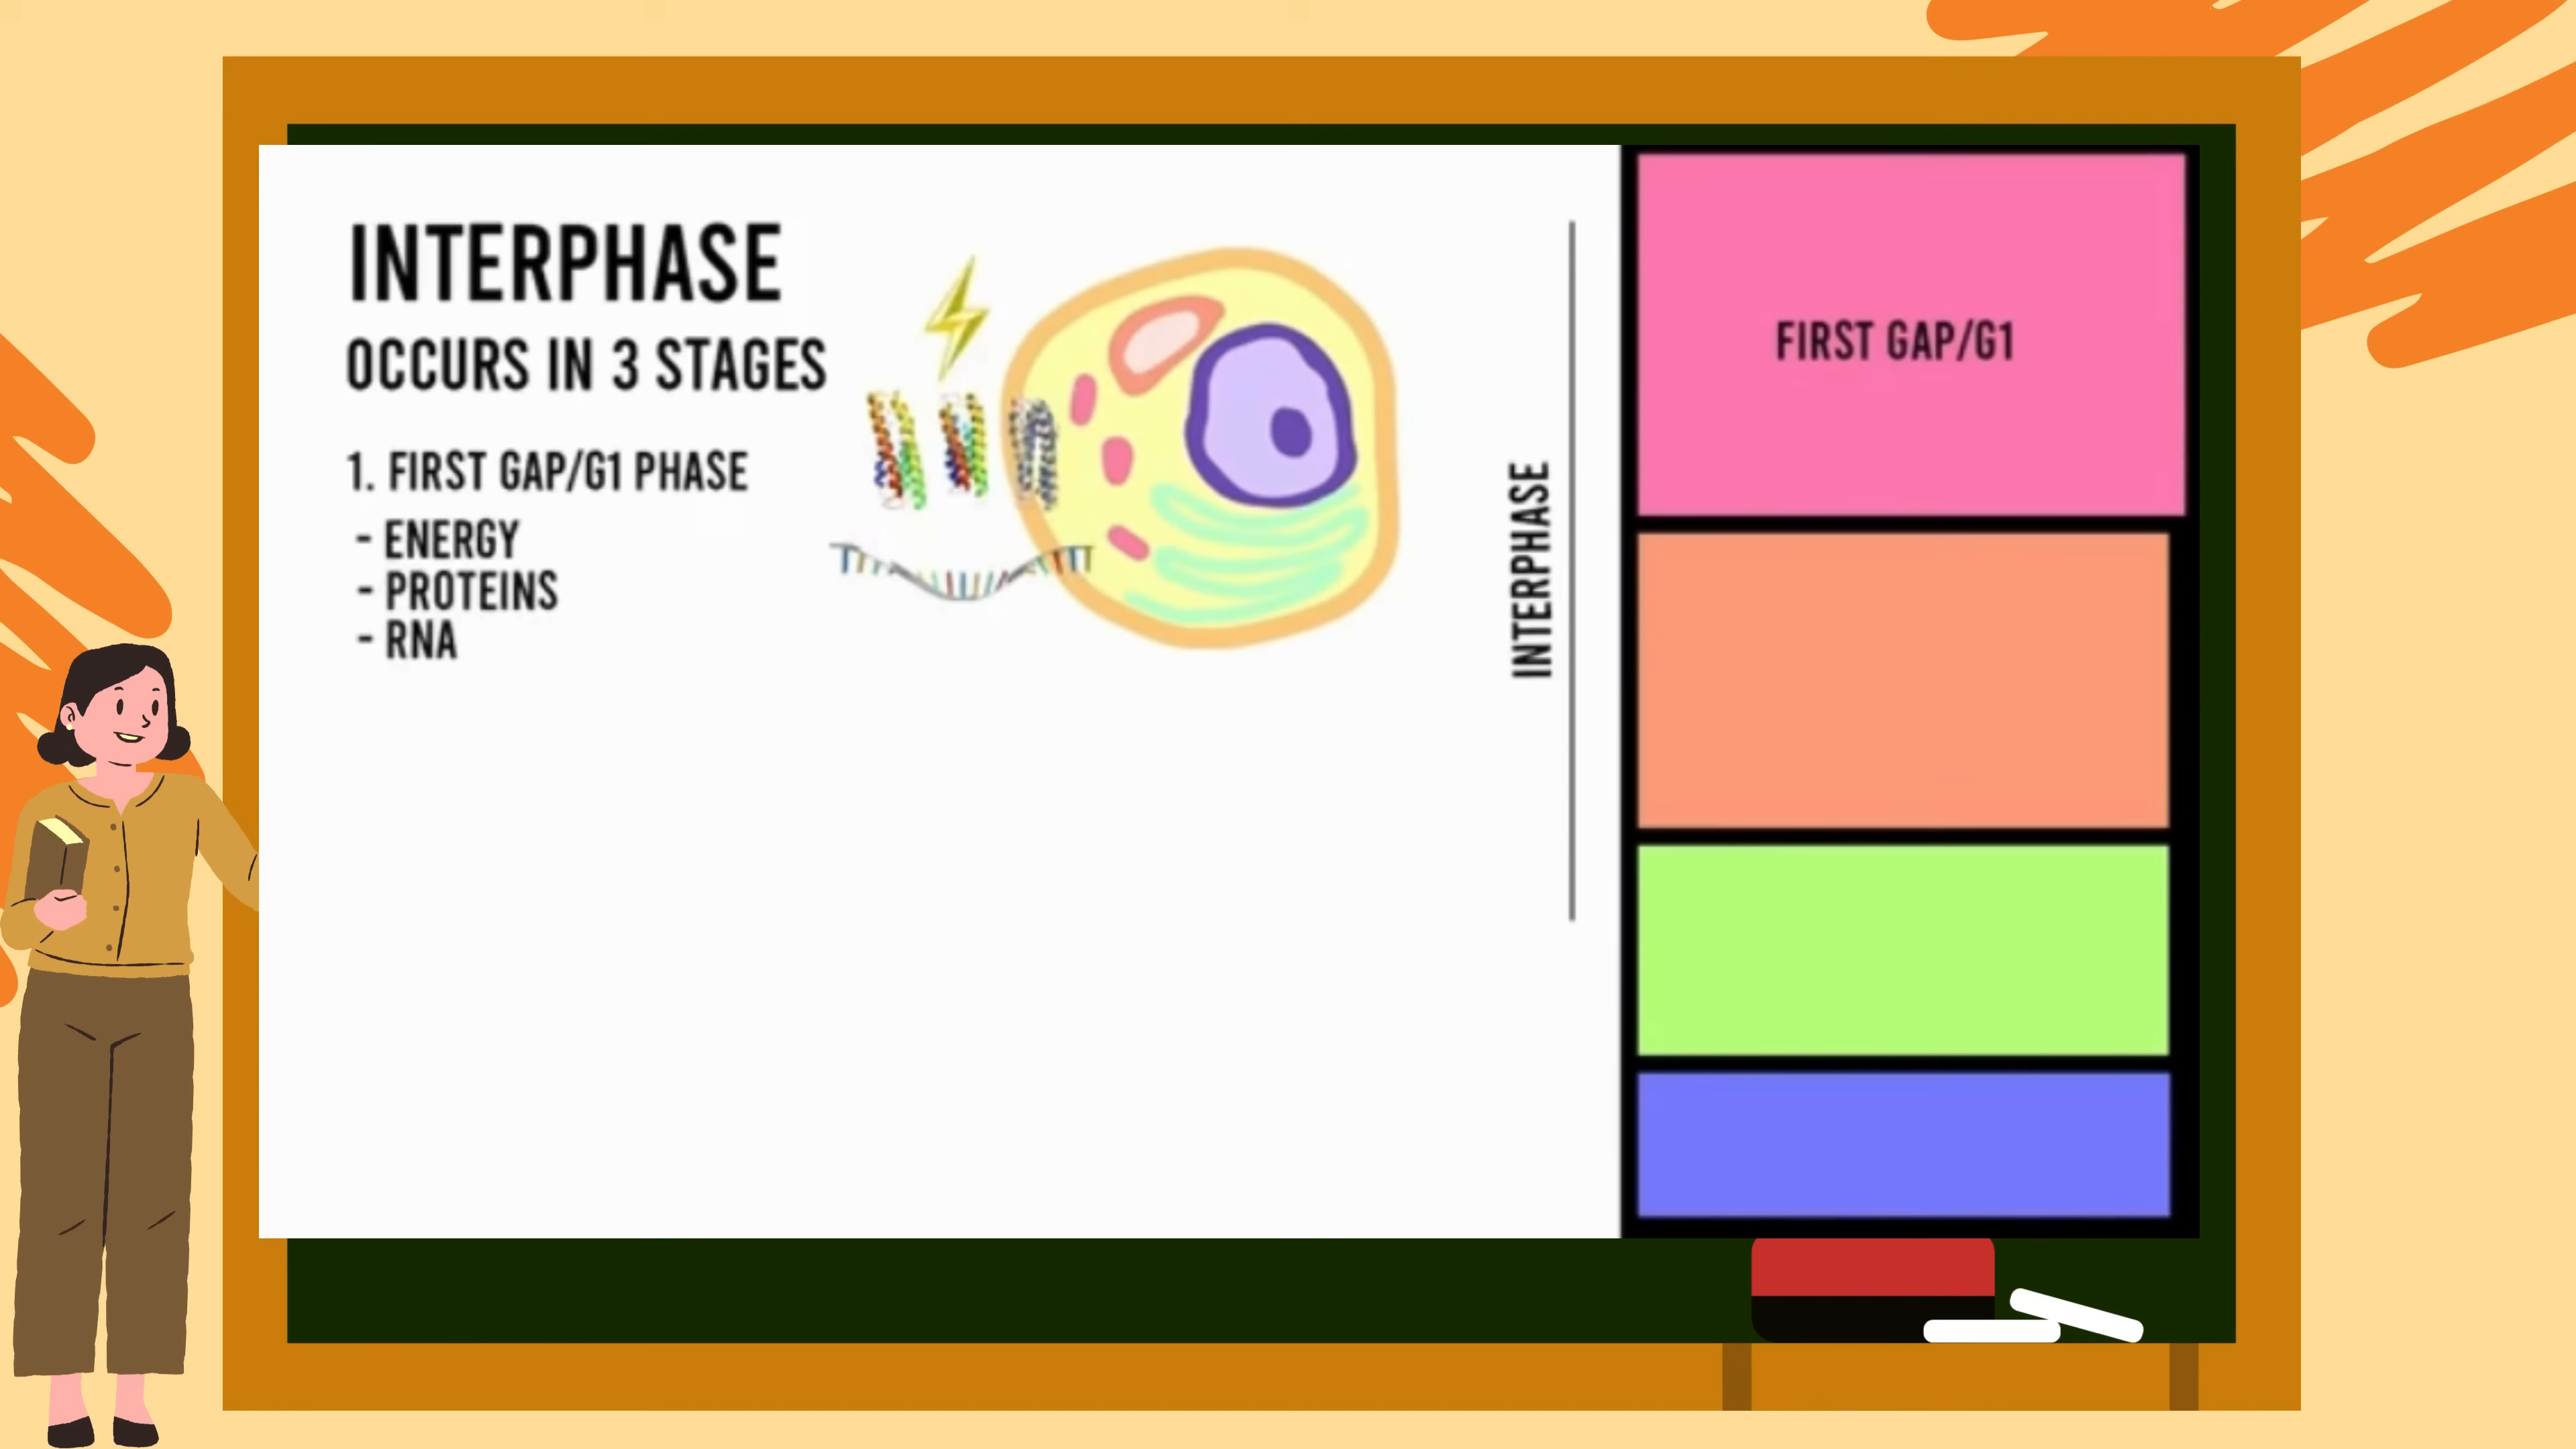 INTERPHASE
OCCURS IN 3 STAGES
1. FIRST GAP/G1 PHASE
- ENERGY
- PROTEINS
- RNA
INTERPHASE
FIRST GAP/G1